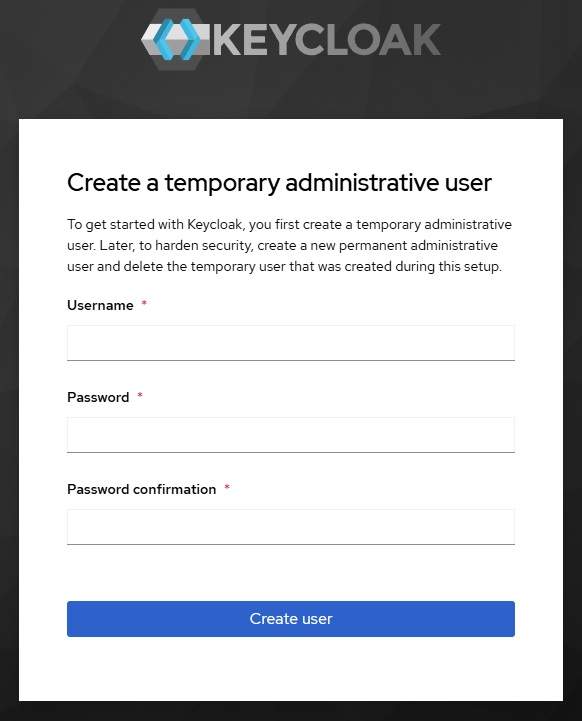 KEYCLOAK
Create a temporary administrative user
To get started with Keycloak, you first create a temporary administrative
user. Later, to harden security, create a new permanent administrative
user and delete the temporary user that was created during this setup.
Username *
Password *
Password confirmation *
Create user